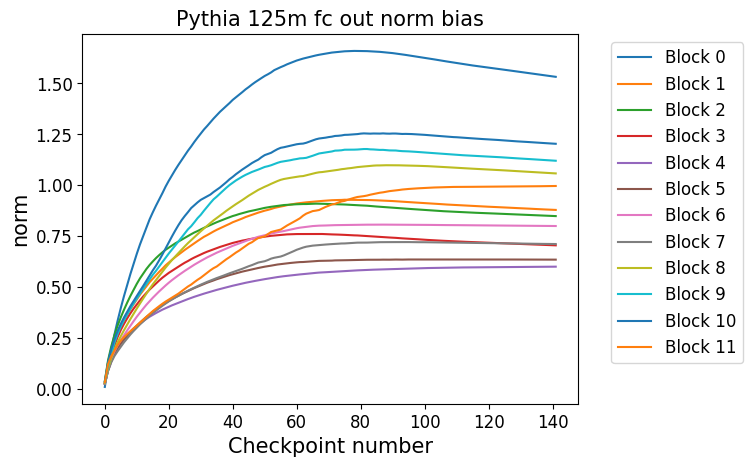 Pythia 125m fc out norm bias
norm
1.50
1.25
1.00
0.75
0.50
0.25
0.00
0 20 40 60 80 100 120 140
Checkpoint number
Block 0
Block 1
Block 2
Block 3
Block 4
Block 5
Block 6
Block 7
Block 8
Block 9
Block 10
Block 11